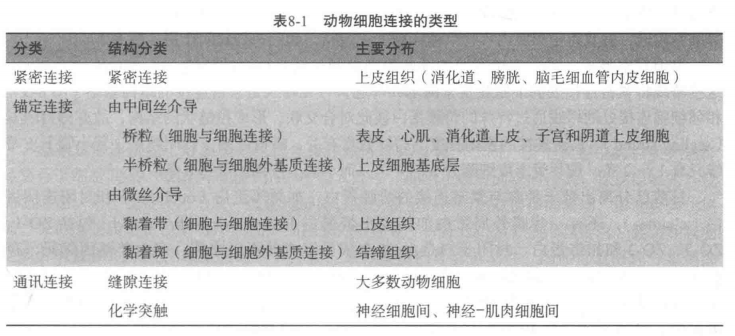 表8-1 动物细胞连接的类型
分类 结构分类 主要分布
紧密连接 紧密连接 上皮组织（消化道、膀胱、脑毛细血管内皮细胞）
锚定连接 由中间丝介导
桥粒（细胞与细胞连接） 表皮、心肌、消化道上皮、子宫和阴道上皮细胞
半桥粒（细胞与细胞外基质连接） 上皮细胞基底层
由微丝介导
黏着带（细胞与细胞连接） 上皮组织
黏着斑（细胞与细胞外基质连接） 结缔组织
通讯连接 缝隙连接 大多数动物细胞
化学突触 神经细胞间、神经-肌肉细胞间